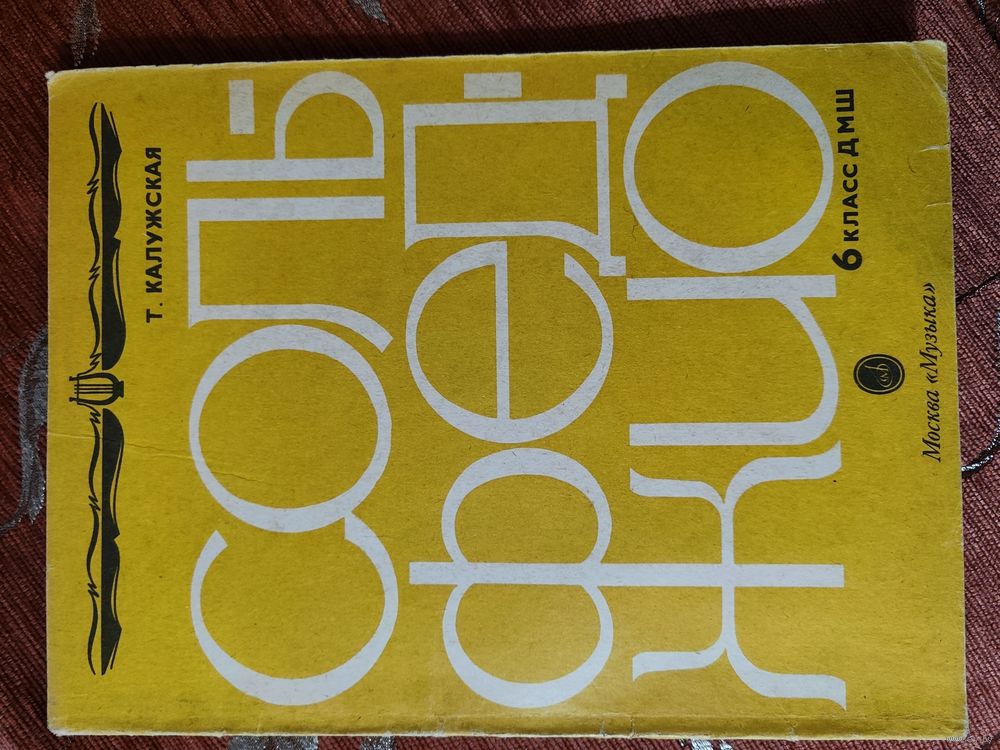 Т. КАЛУЖСКАЯ
СОЛЬ-
ФЕД-
ЖИО
6 КЛАСС ДМШ
Москва «Музыка»